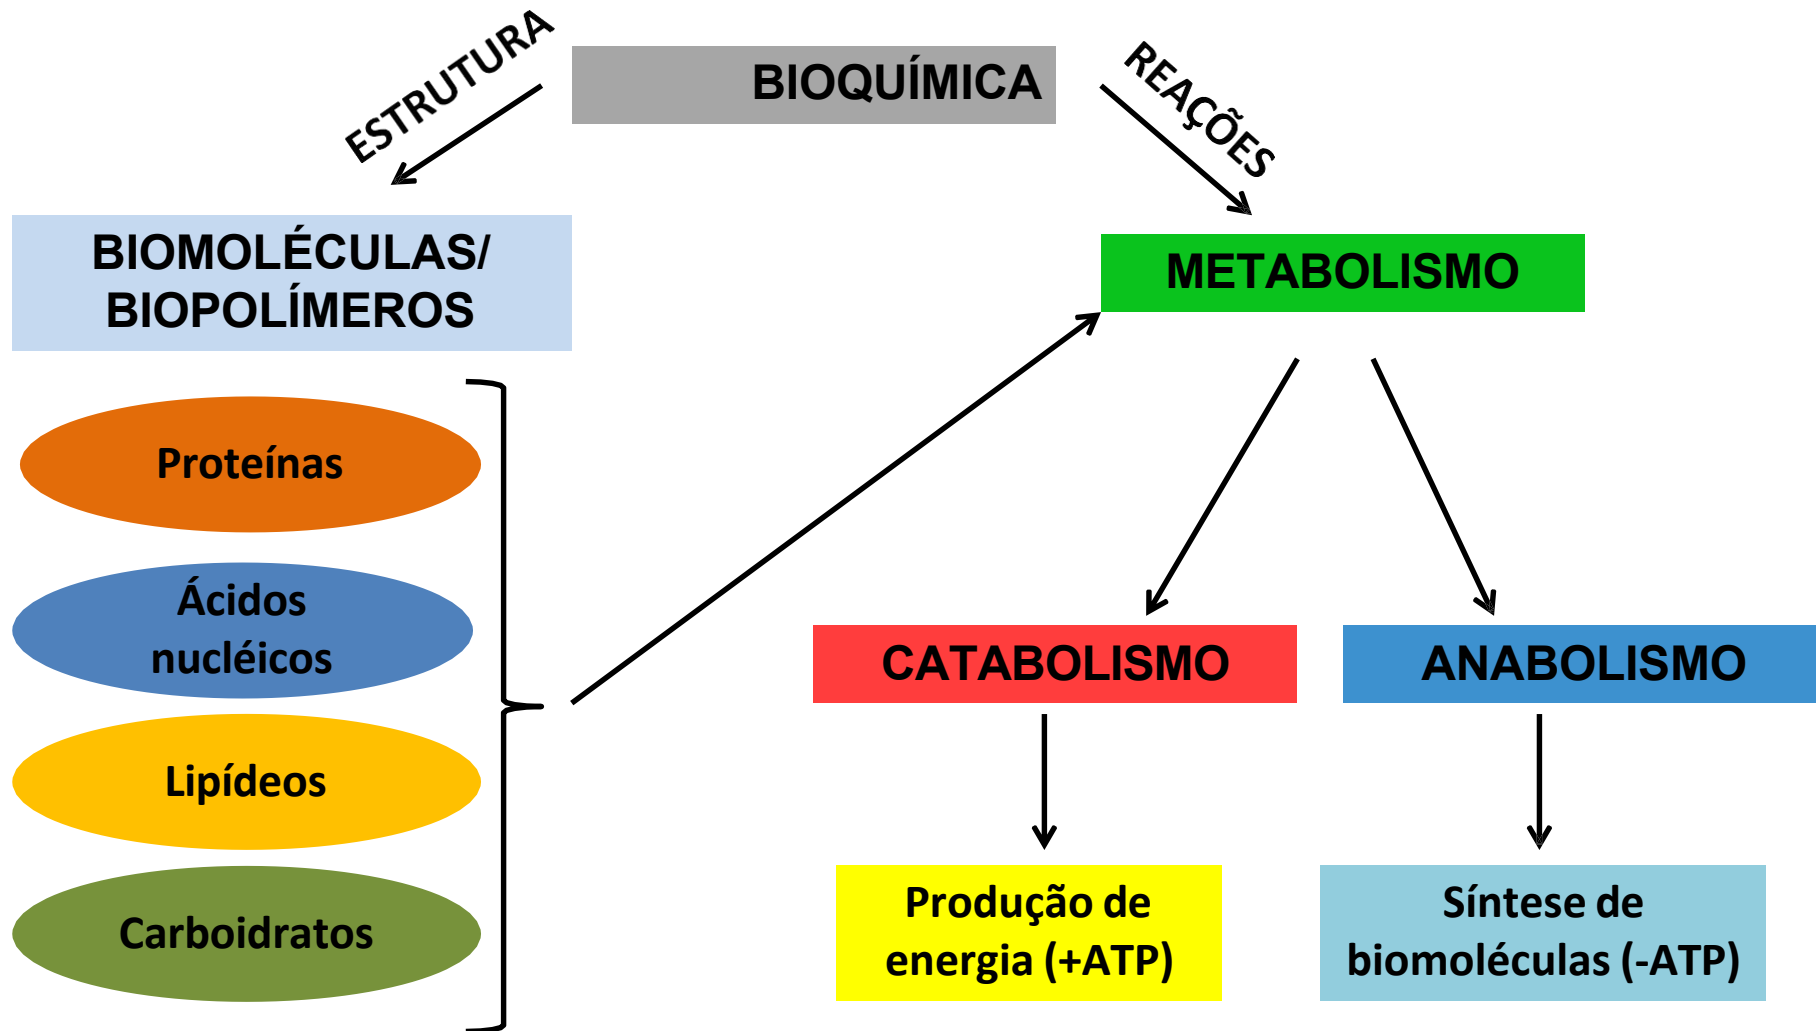 ESTRUTURA
BIOQUÍMICA
REAÇÕES
BIOMOLÉCULAS/
BIOPOLÍMEROS
METABOLISMO
Proteínas
Ácidos
nucléicos
Lipídeos
Carboidratos
CATABOLISMO
ANABOLISMO
Produção de
energia (+ATP)
Síntese de
biomoléculas (-ATP)